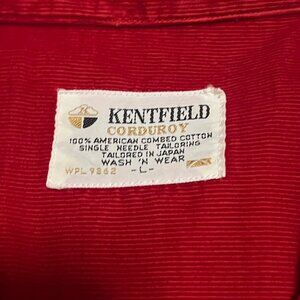 KENTFIELD
CORDUROY
100% AMERICAN COMBED COTTON
SINGLE NEEDLE TAILORING
TAILORED IN JAPAN
WASH 'N WEAR
WPL 9862 -L-